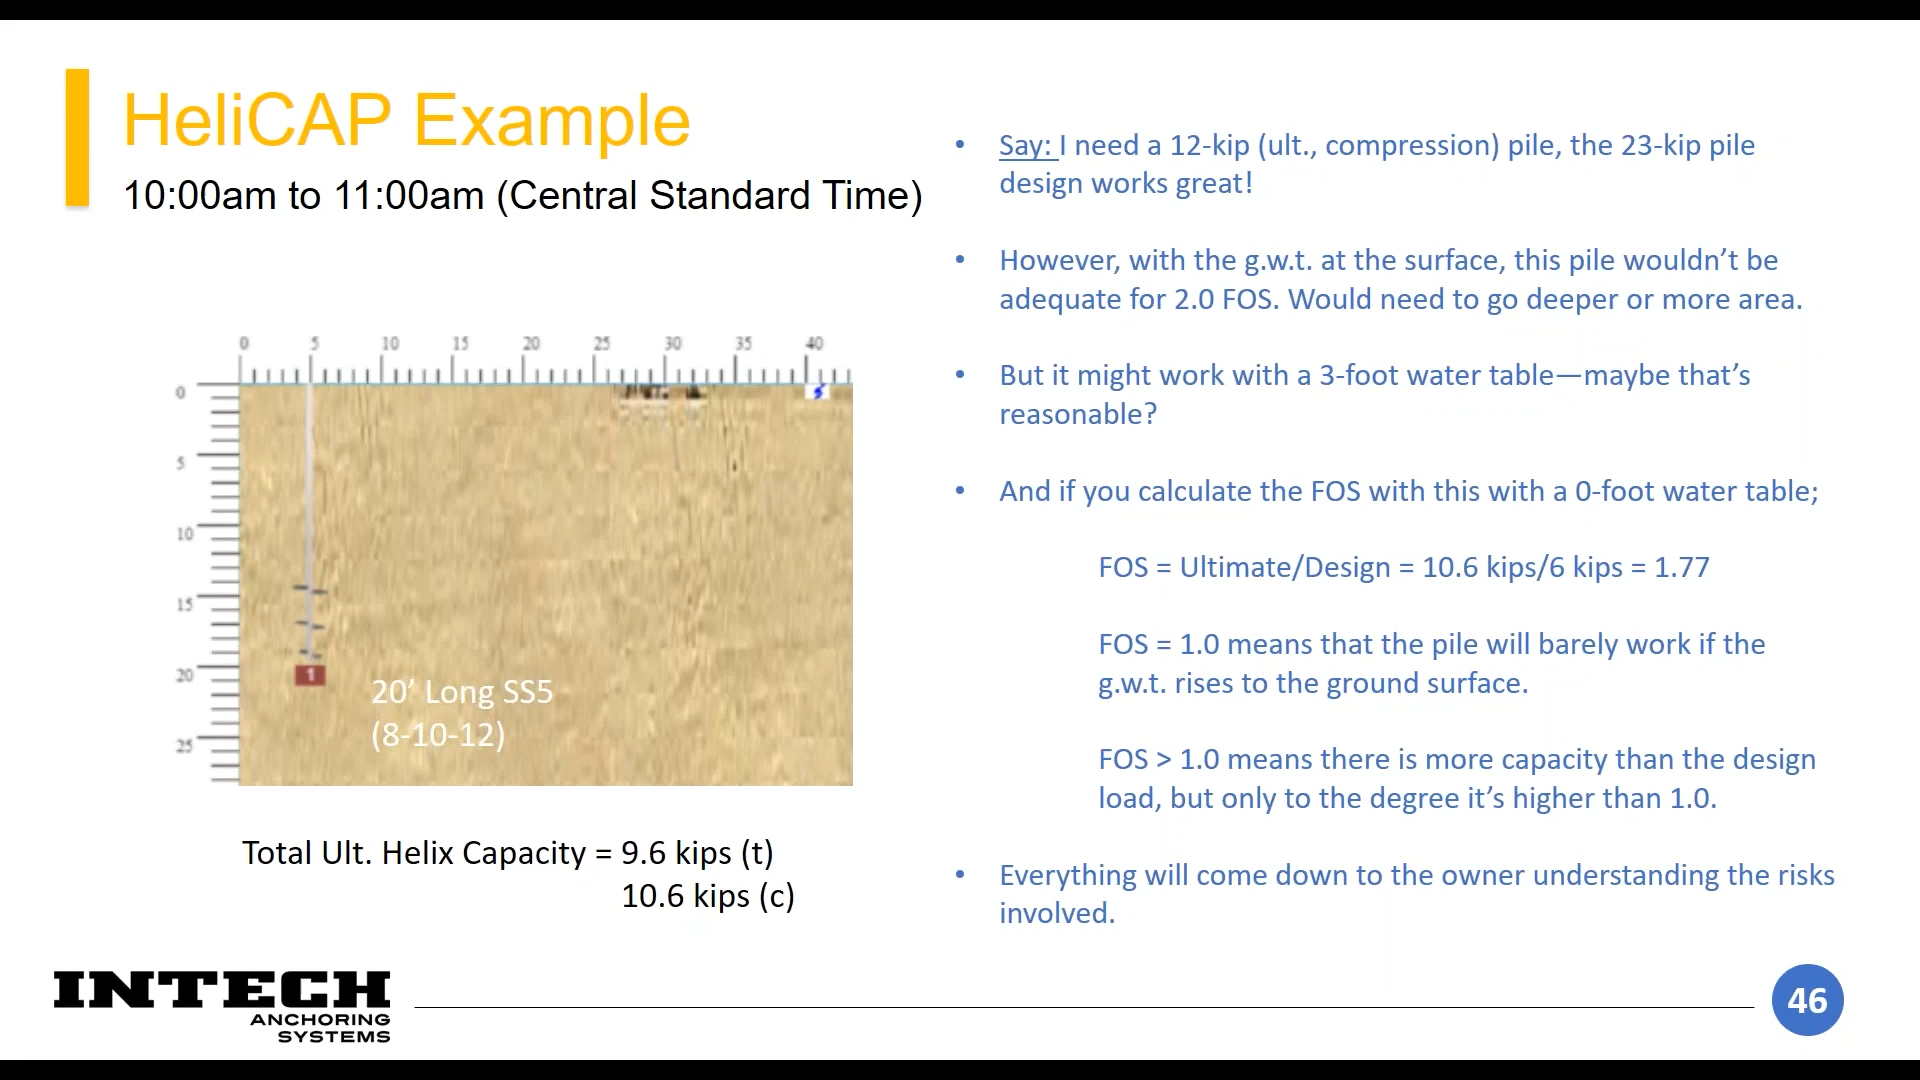 HeliCAP Example
10:00am to 11:00am (Central Standard Time)
0 5 10 15 20 25 30 35 40
0
5
10
15
20
25
1
20’ Long SS5
(8-10-12)
Total Ult. Helix Capacity = 9.6 kips (t)
10.6 kips (c)
• Say: I need a 12-kip (ult., compression) pile, the 23-kip pile
design works great!
• However, with the g.w.t. at the surface, this pile wouldn’t be
adequate for 2.0 FOS. Would need to go deeper or more area.
• But it might work with a 3-foot water table—maybe that’s
reasonable?
• And if you calculate the FOS with this with a 0-foot water table;
FOS = Ultimate/Design = 10.6 kips/6 kips = 1.77
FOS = 1.0 means that the pile will barely work if the
g.w.t. rises to the ground surface.
FOS > 1.0 means there is more capacity than the design
load, but only to the degree it’s higher than 1.0.
• Everything will come down to the owner understanding the risks
involved.
INTECH
ANCHORING
SYSTEMS
46